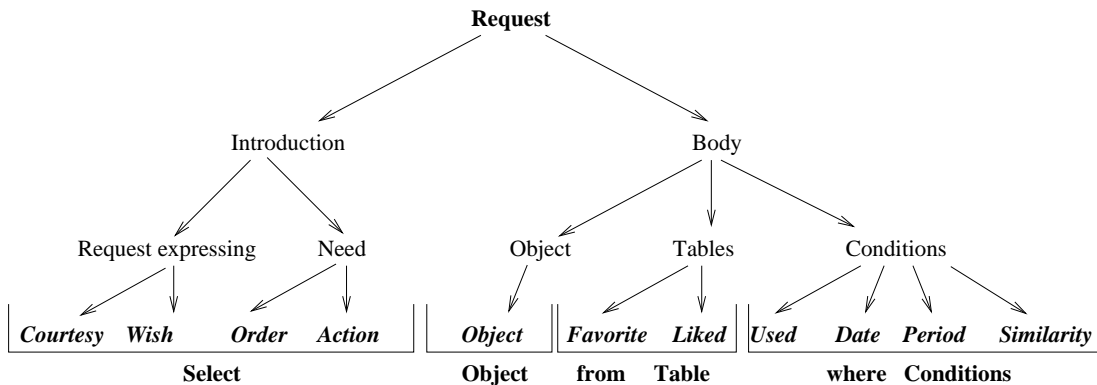 Request
Introduction Body
Request expressing Need Object Tables Conditions
Courtesy Wish Order Action Object Favorite Liked Used Date Period Similarity
Select Object from Table where Conditions